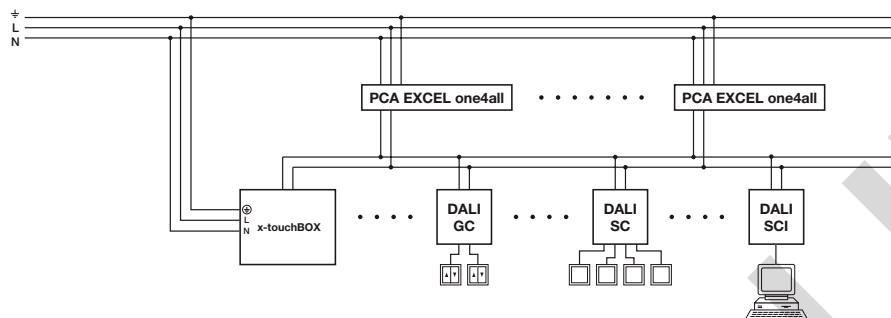 ⏚
L
N
PCA EXCEL one4all
PCA EXCEL one4all
⏚
L
N
x-touchBOX
DALI
GC
DALI
SC
DALI
SCI